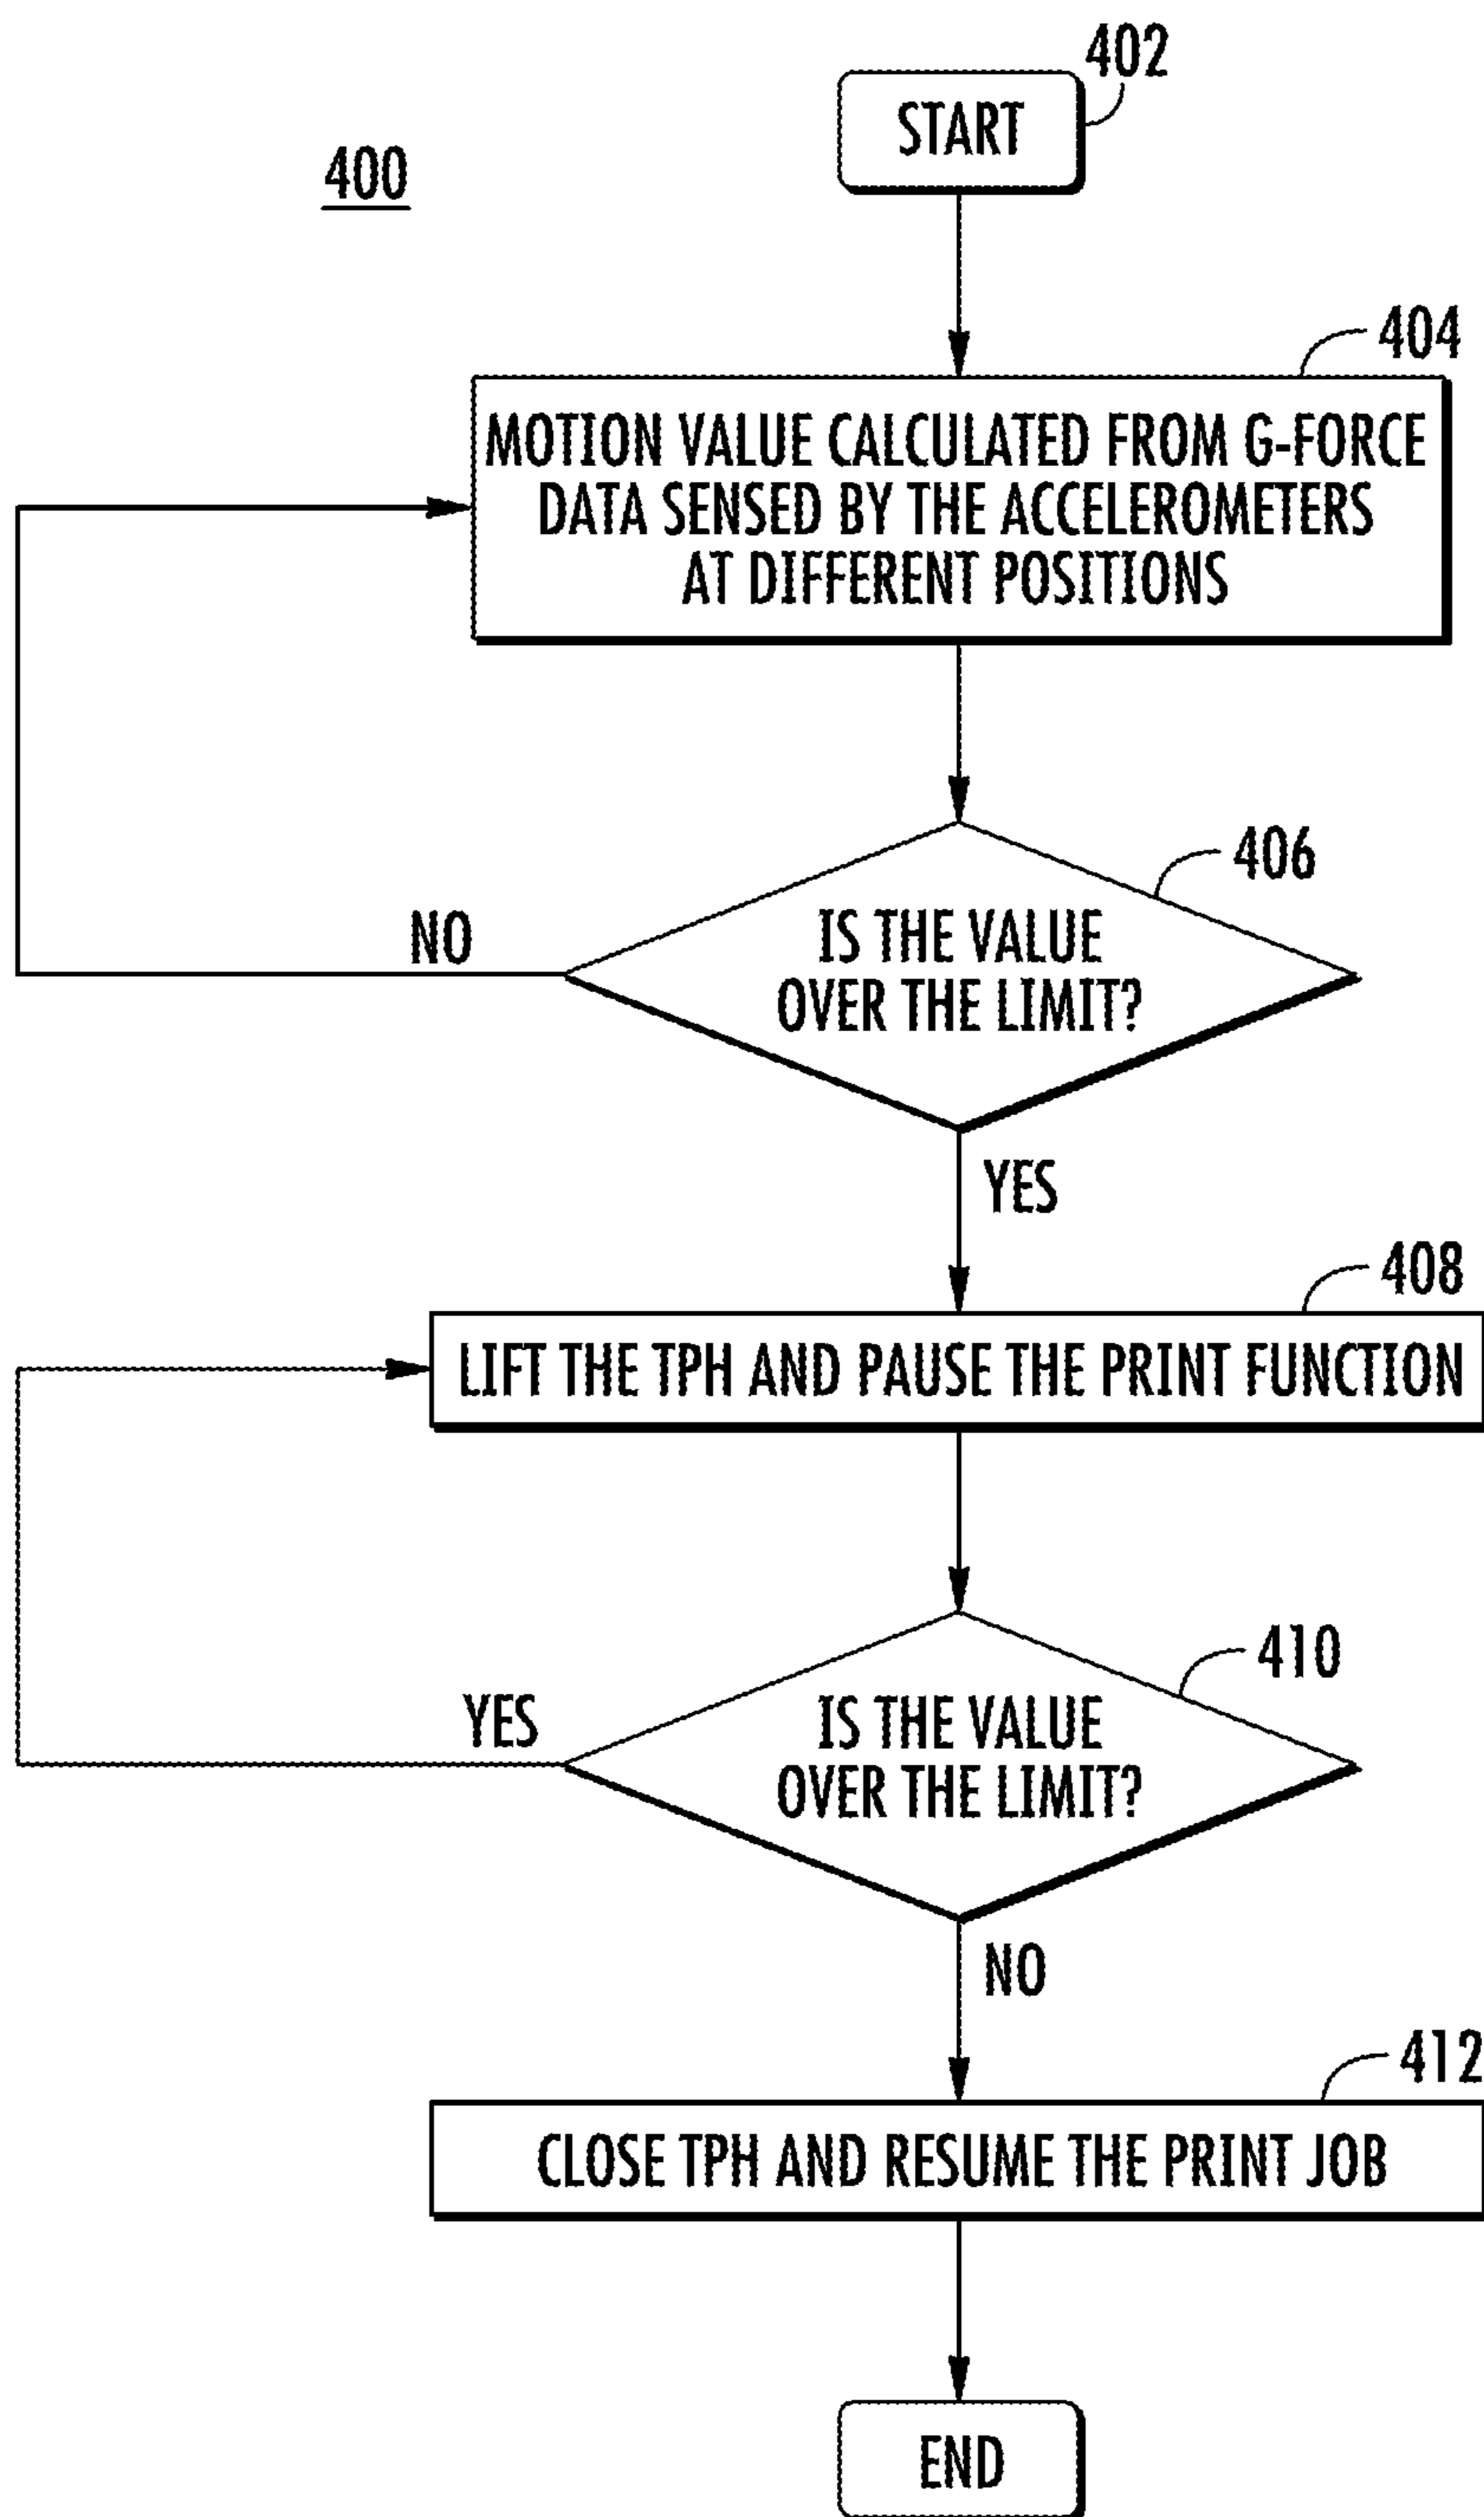 402
START
400
404
MOTION VALUE CALCULATED FROM G-FORCE
DATA SENSED BY THE ACCELEROMETERS
AT DIFFERENT POSITIONS
406
IS THE VALUE
OVER THE LIMIT?
NO
YES
408
LIFT THE TPH AND PAUSE THE PRINT FUNCTION
410
IS THE VALUE
OVER THE LIMIT?
YES
NO
412
CLOSE TPH AND RESUME THE PRINT JOB
END